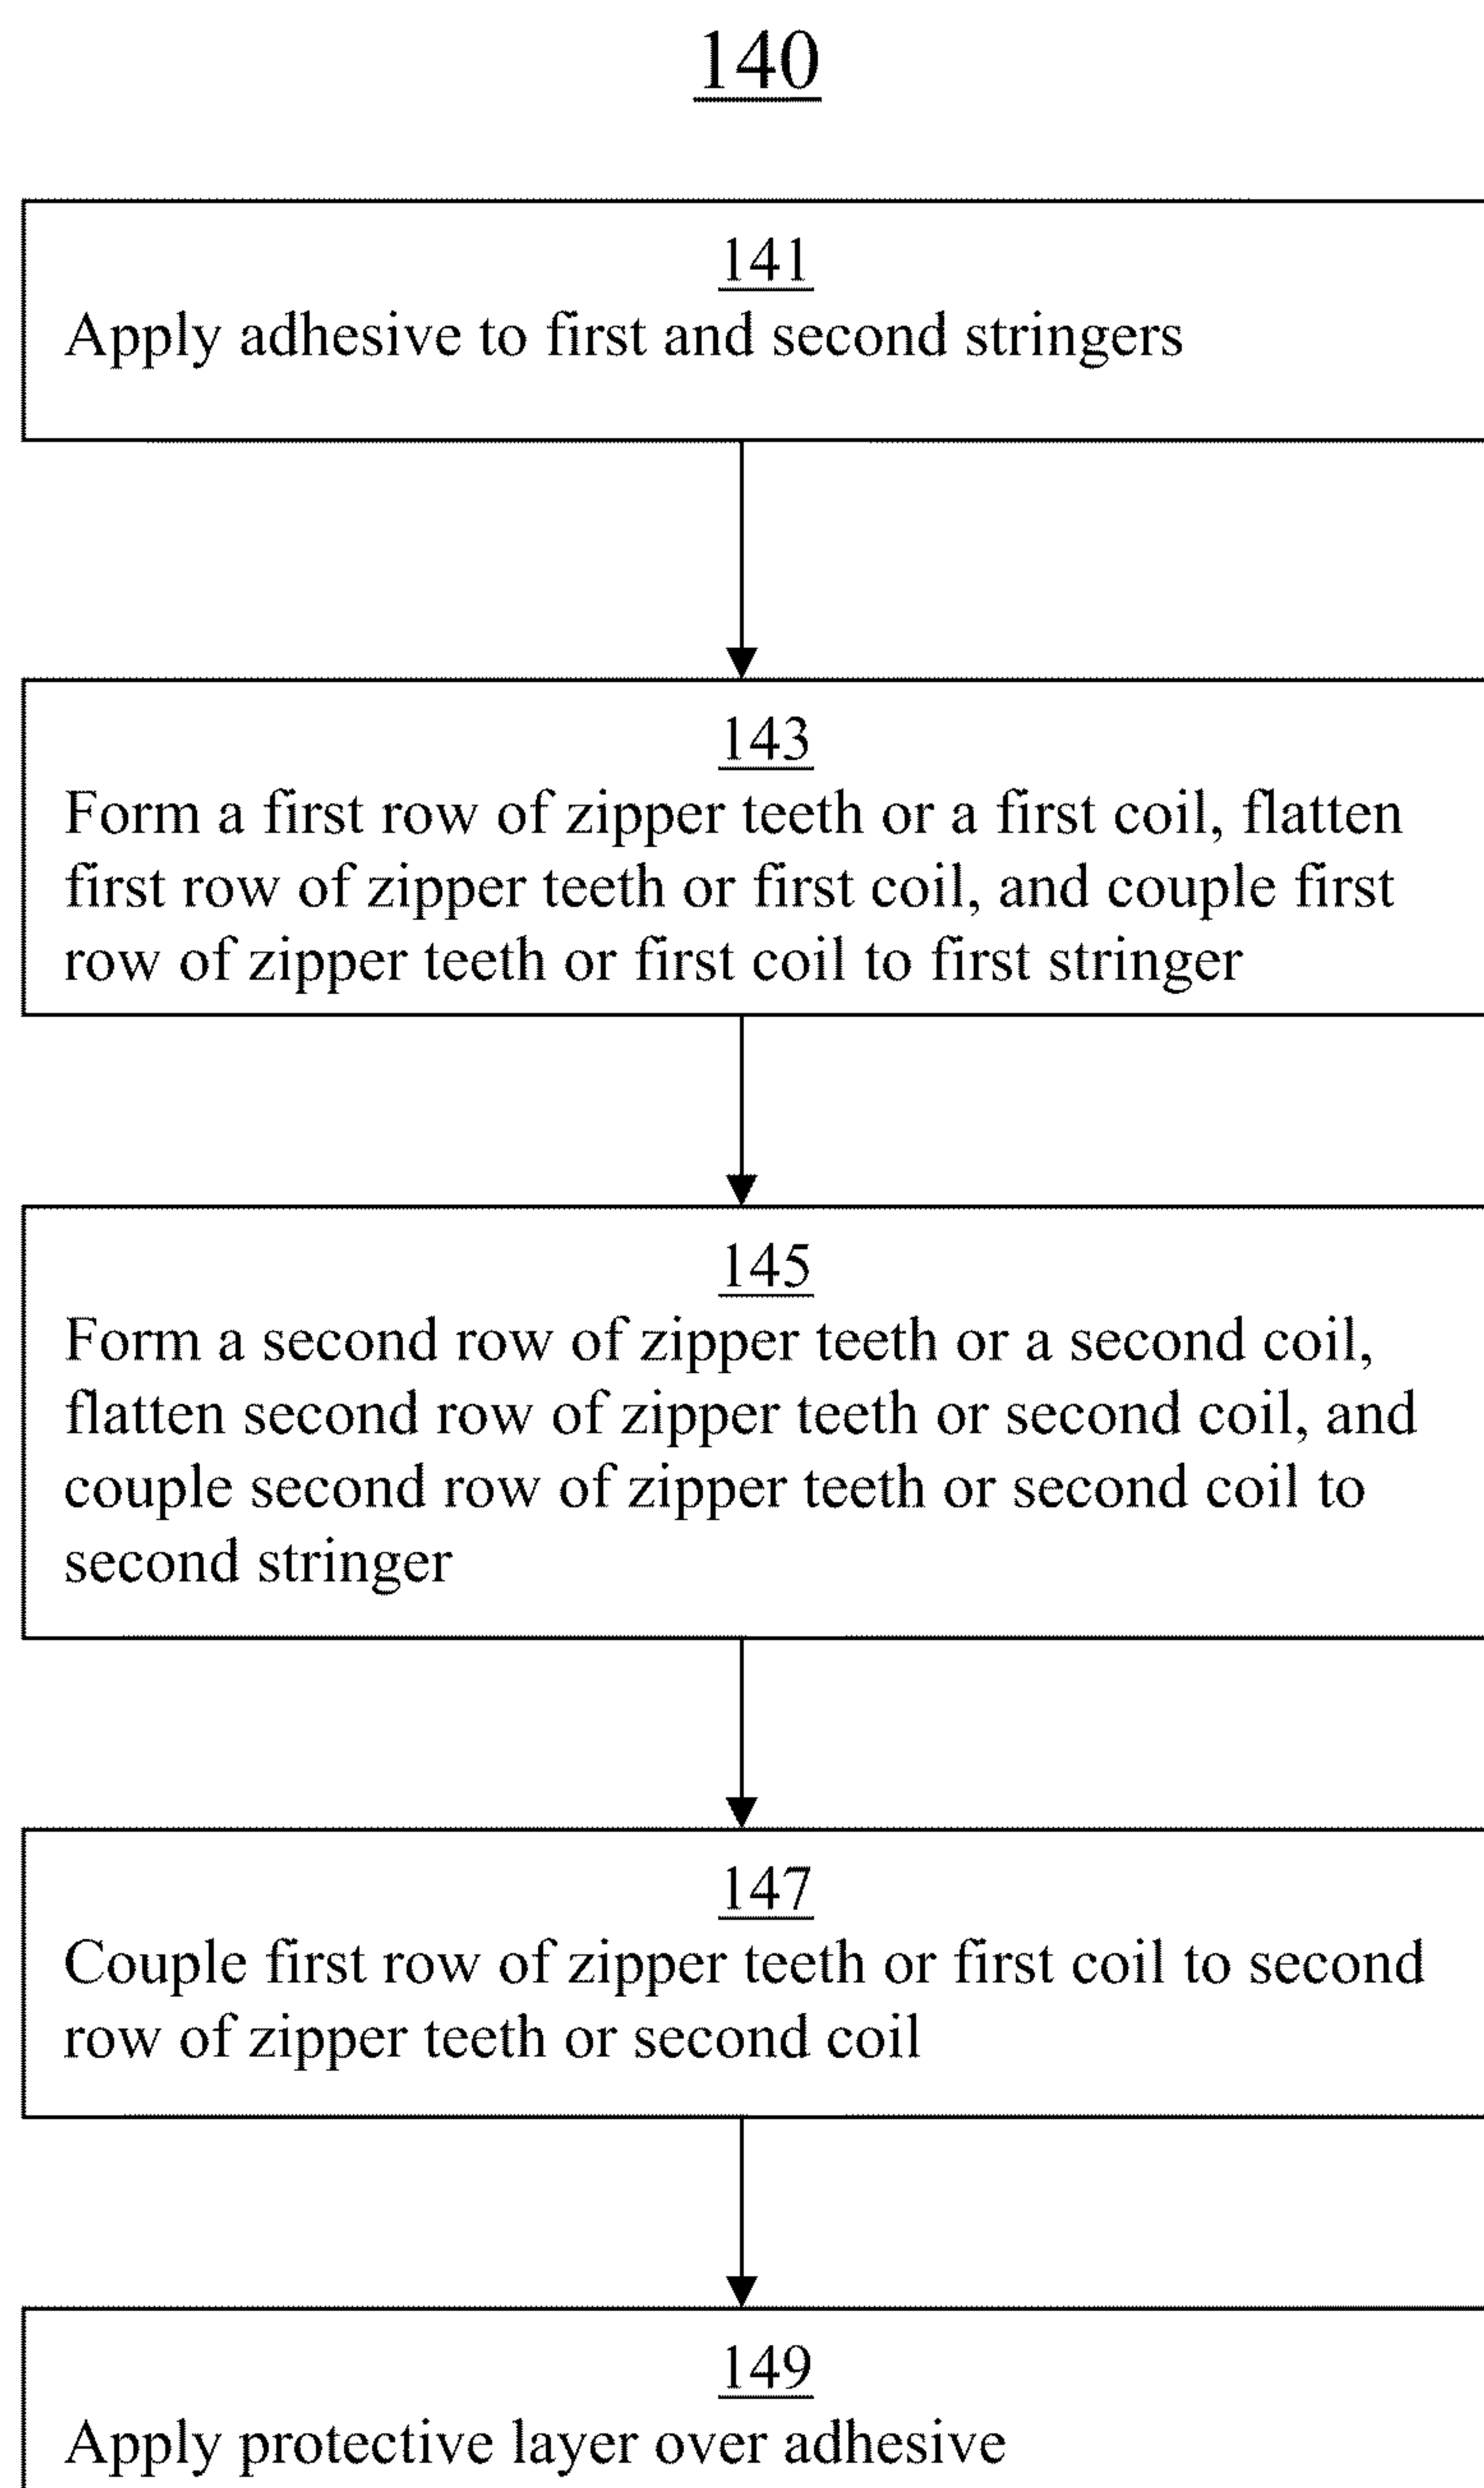 140
141
Apply adhesive to first and second stringers
143
Form a first row of zipper teeth or a first coil, flatten
first row of zipper teeth or first coil, and couple first
row of zipper teeth or first coil to first stringer
145
Form a second row of zipper teeth or a second coil,
flatten second row of zipper teeth or second coil, and
couple second row of zipper teeth or second coil to
second stringer
147
Couple first row of zipper teeth or first coil to second
row of zipper teeth or second coil
149
Apply protective layer over adhesive